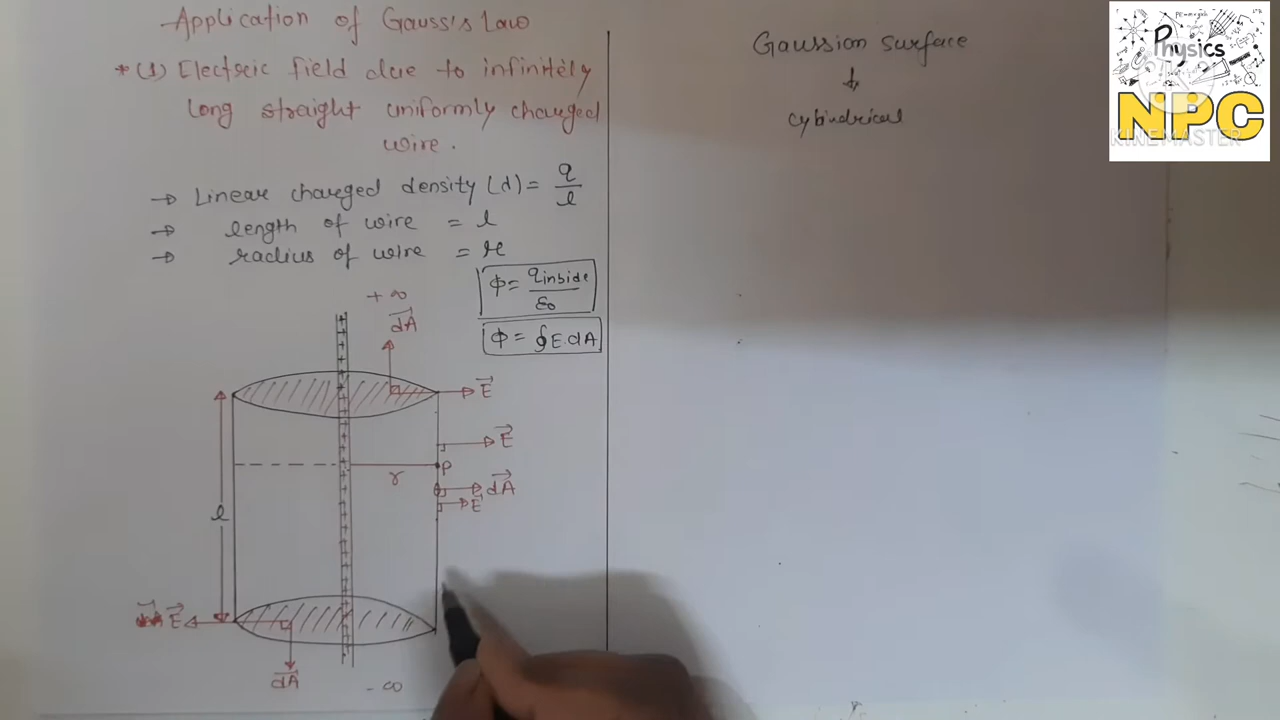 Application of Gauss's Law
* (1) Electric field due to infinitely
long straight uniformly charged
wire.
→ Linear charged density (d) = q/l
→ length of wire = l
→ radius of wire = r
Φ = qinside/ε0
Φ = ∮E.dA
+ ∞
dA
E
E
P
r
dA
E
l
E
dA
- ∞
Gaussion surface
↓
cylindrical
Physics
NPC
KINEMASTER